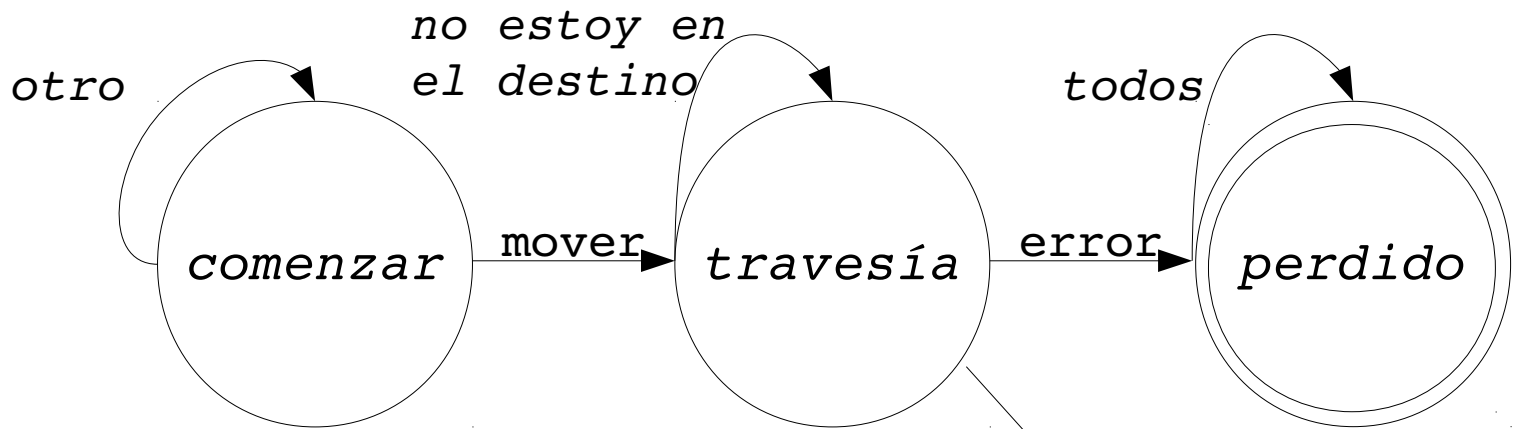 no estoy en
el destino
otro
todos
mover
error
comenzar
travesía
perdido